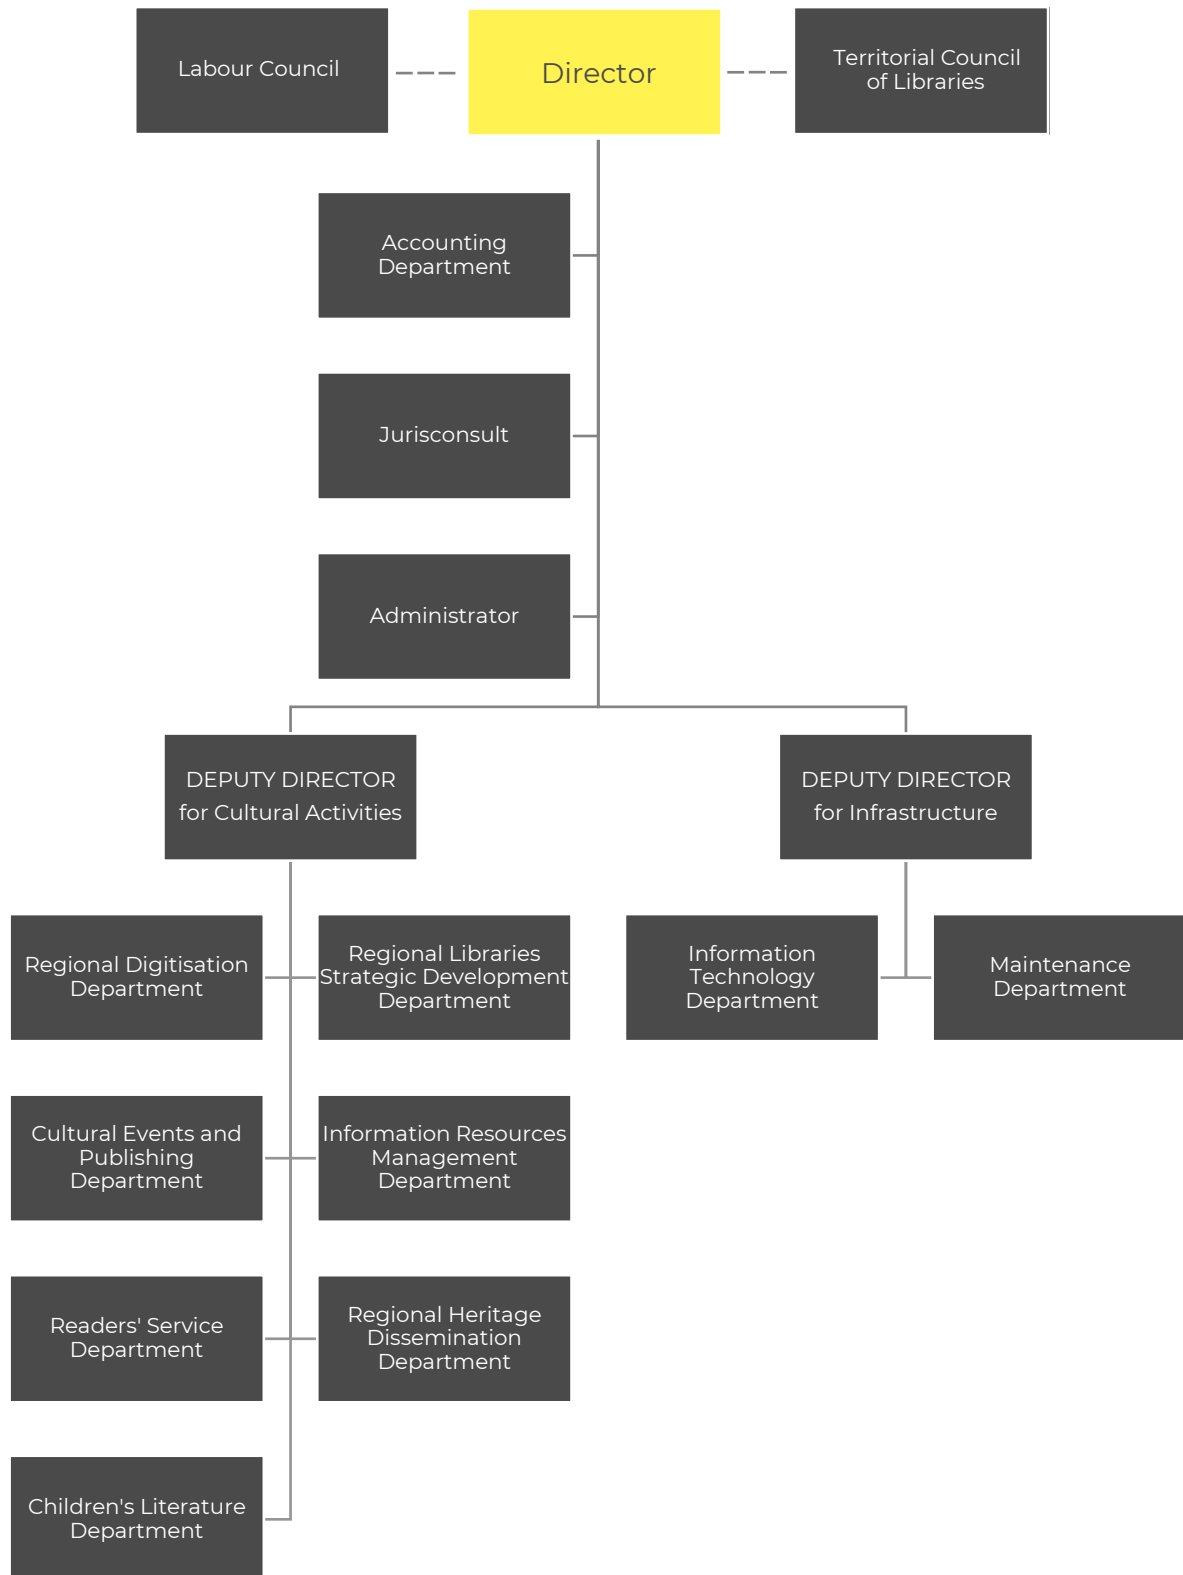 Labour Council
Director
Territorial Council
of Libraries
Accounting
Department
Jurisconsult
Administrator
DEPUTY DIRECTOR
for Cultural Activities
DEPUTY DIRECTOR
for Infrastructure
Regional Digitisation
Department
Regional Libraries
Strategic Development
Department
Information
Technology
Department
Maintenance
Department
Cultural Events and
Publishing
Department
Information Resources
Management
Department
Readers' Service
Department
Regional Heritage
Dissemination
Department
Children's Literature
Department